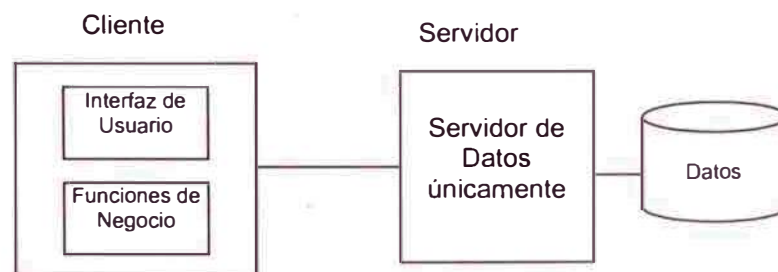 Cliente
Servidor
Interfaz de
Usuario
Funciones de
Negocio
Servidor de
Datos
únicamente
Datos